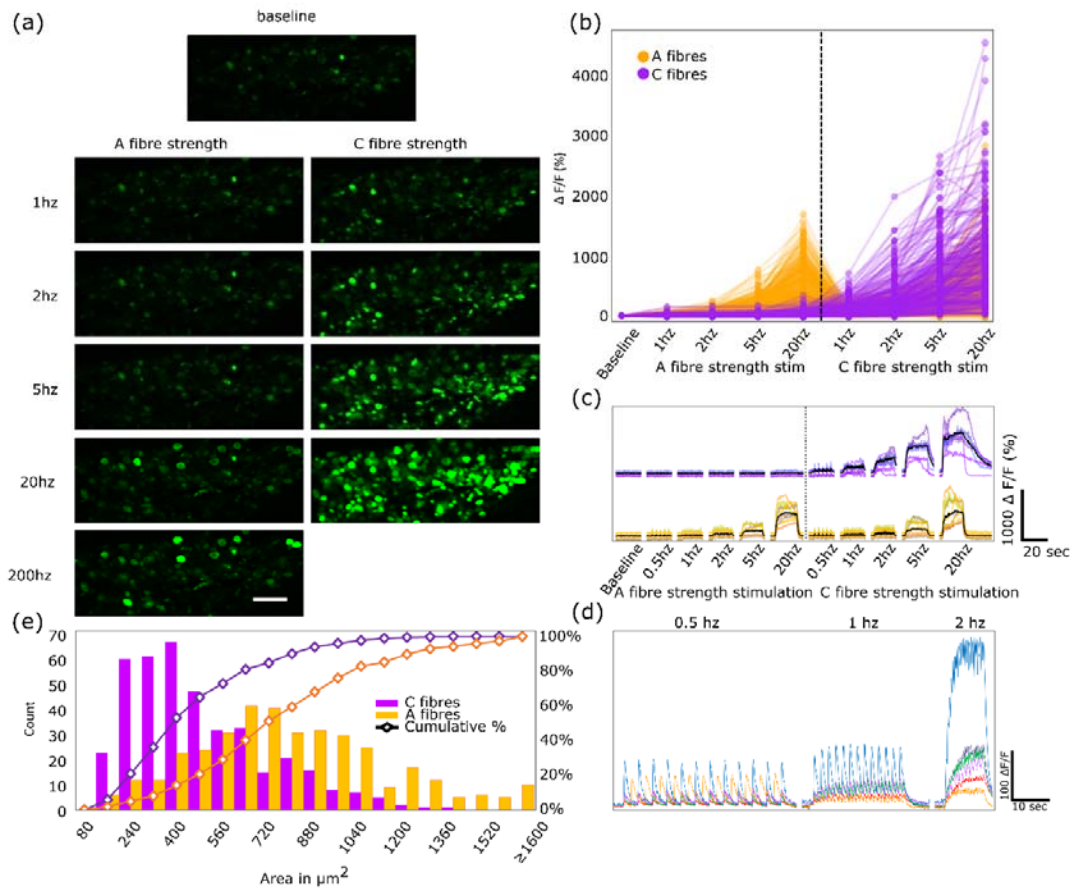 (a)
baseline
A fibre strength
C fibre strength
1hz
2hz
5hz
20hz
200hz
(b)
A fibres
C fibres
4000
3000
2000
1000
0
Δ F/F (%)
Baseline
1hz
2hz
5hz
20hz
1hz
2hz
5hz
20hz
A fibre strength stim
C fibre strength stim
(c)
1000 Δ F/F (%)
20 sec
Baseline
0.5hz
1hz
2hz
5hz
20hz
0.5hz
1hz
2hz
5hz
20hz
A fibre strength stimulation
C fibre strength stimulation
(e)
70
60
50
40
30
20
10
0
Count
100%
80%
60%
40%
20%
0%
C fibres
A fibres
Cumulative %
80
240
400
560
720
880
1040
1200
1360
1520
≥1600
Area in µm2
(d)
0.5 hz
1 hz
2 hz
100 ΔF/F
10 sec